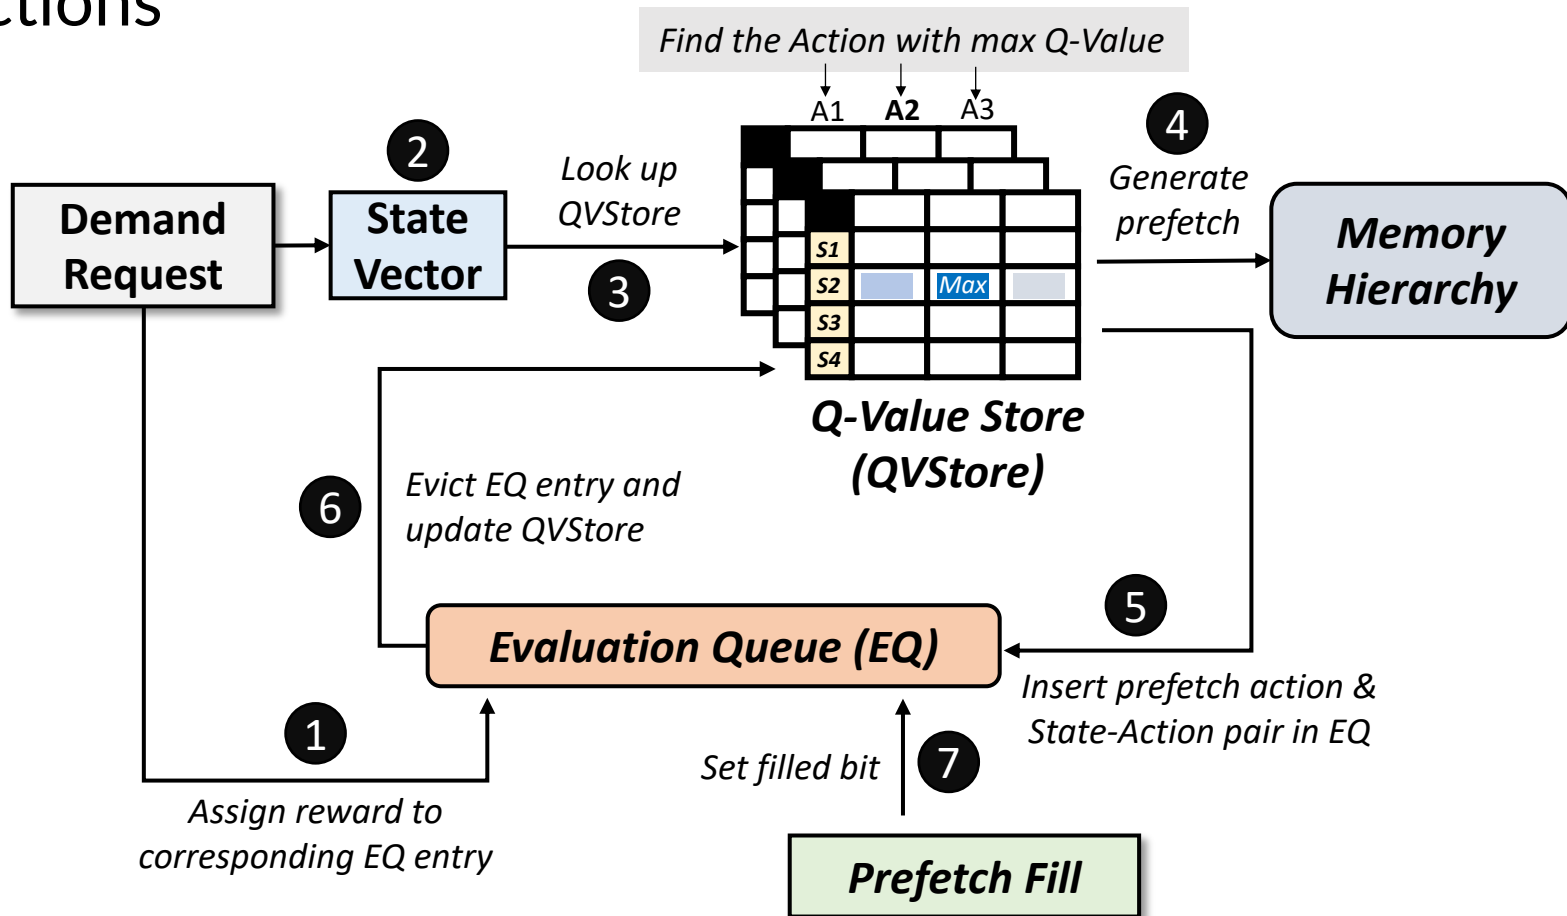 ctions
Find the Action with max Q-Value
A1 A2 A3
2
4
Look up
QVStore
Generate
prefetch
Demand
Request
State
Vector
3
S1
S2 Max
S3
S4
Memory
Hierarchy
Q-Value Store
(QVStore)
6
Evict EQ entry and
update QVStore
5
Evaluation Queue (EQ)
Insert prefetch action &
State-Action pair in EQ
1
Set filled bit
7
Assign reward to
corresponding EQ entry
Prefetch Fill